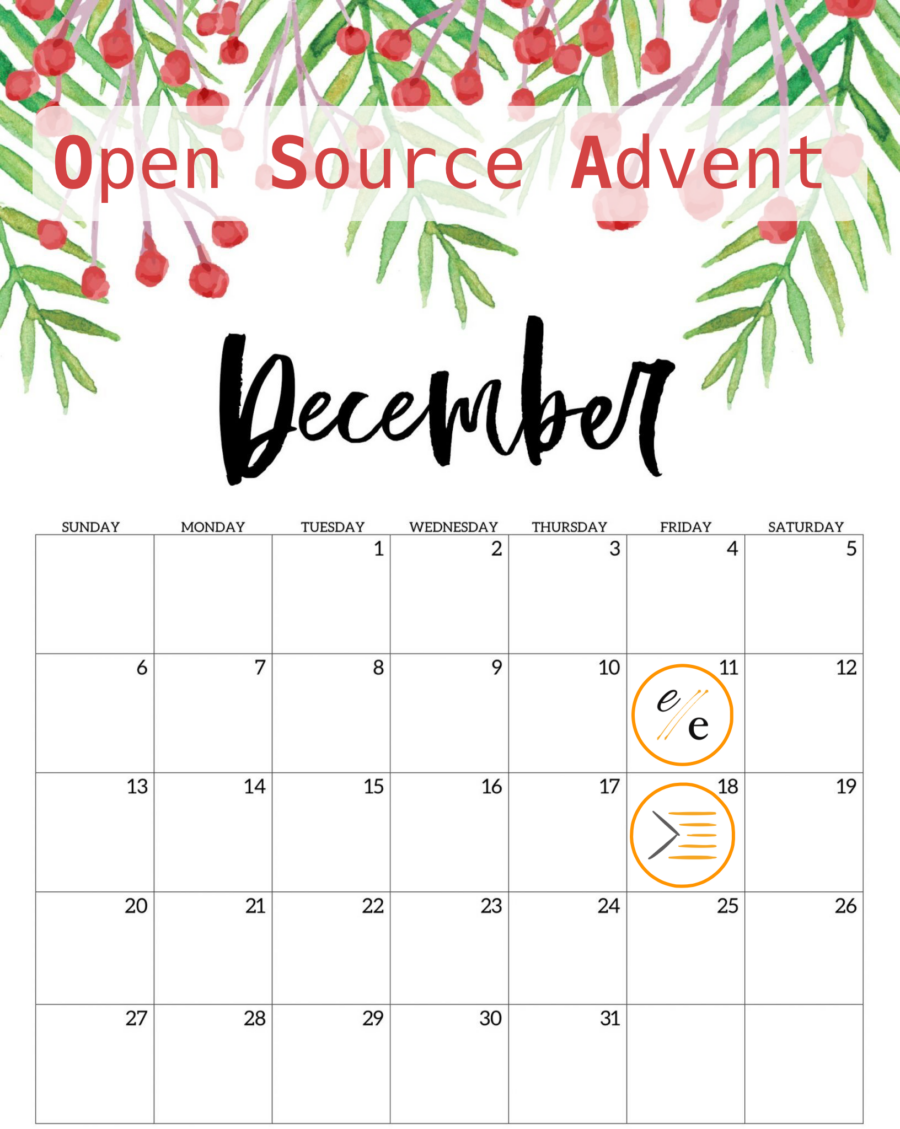 Open Source Advent
December
SUNDAY MONDAY TUESDAY WEDNESDAY THURSDAY FRIDAY SATURDAY
1 2 3 4 5
6 7 8 9 10 11 12
e e
13 14 15 16 17 18 19
20 21 22 23 24 25 26
27 28 29 30 31